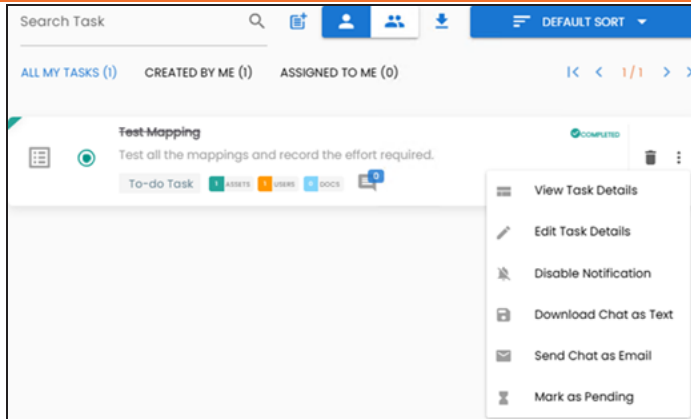 Search Task
DEFAULT SORT
ALL MY TASKS (1) CREATED BY ME (1) ASSIGNED TO ME (0) 1/1
Test Mapping
COMPLETED
Test all the mappings and record the effort required.
To-do Task 1 ASSETS 1 USERS 0 DOCS 0
View Task Details
Edit Task Details
Disable Notification
Download Chat as Text
Send Chat as Email
Mark as Pending